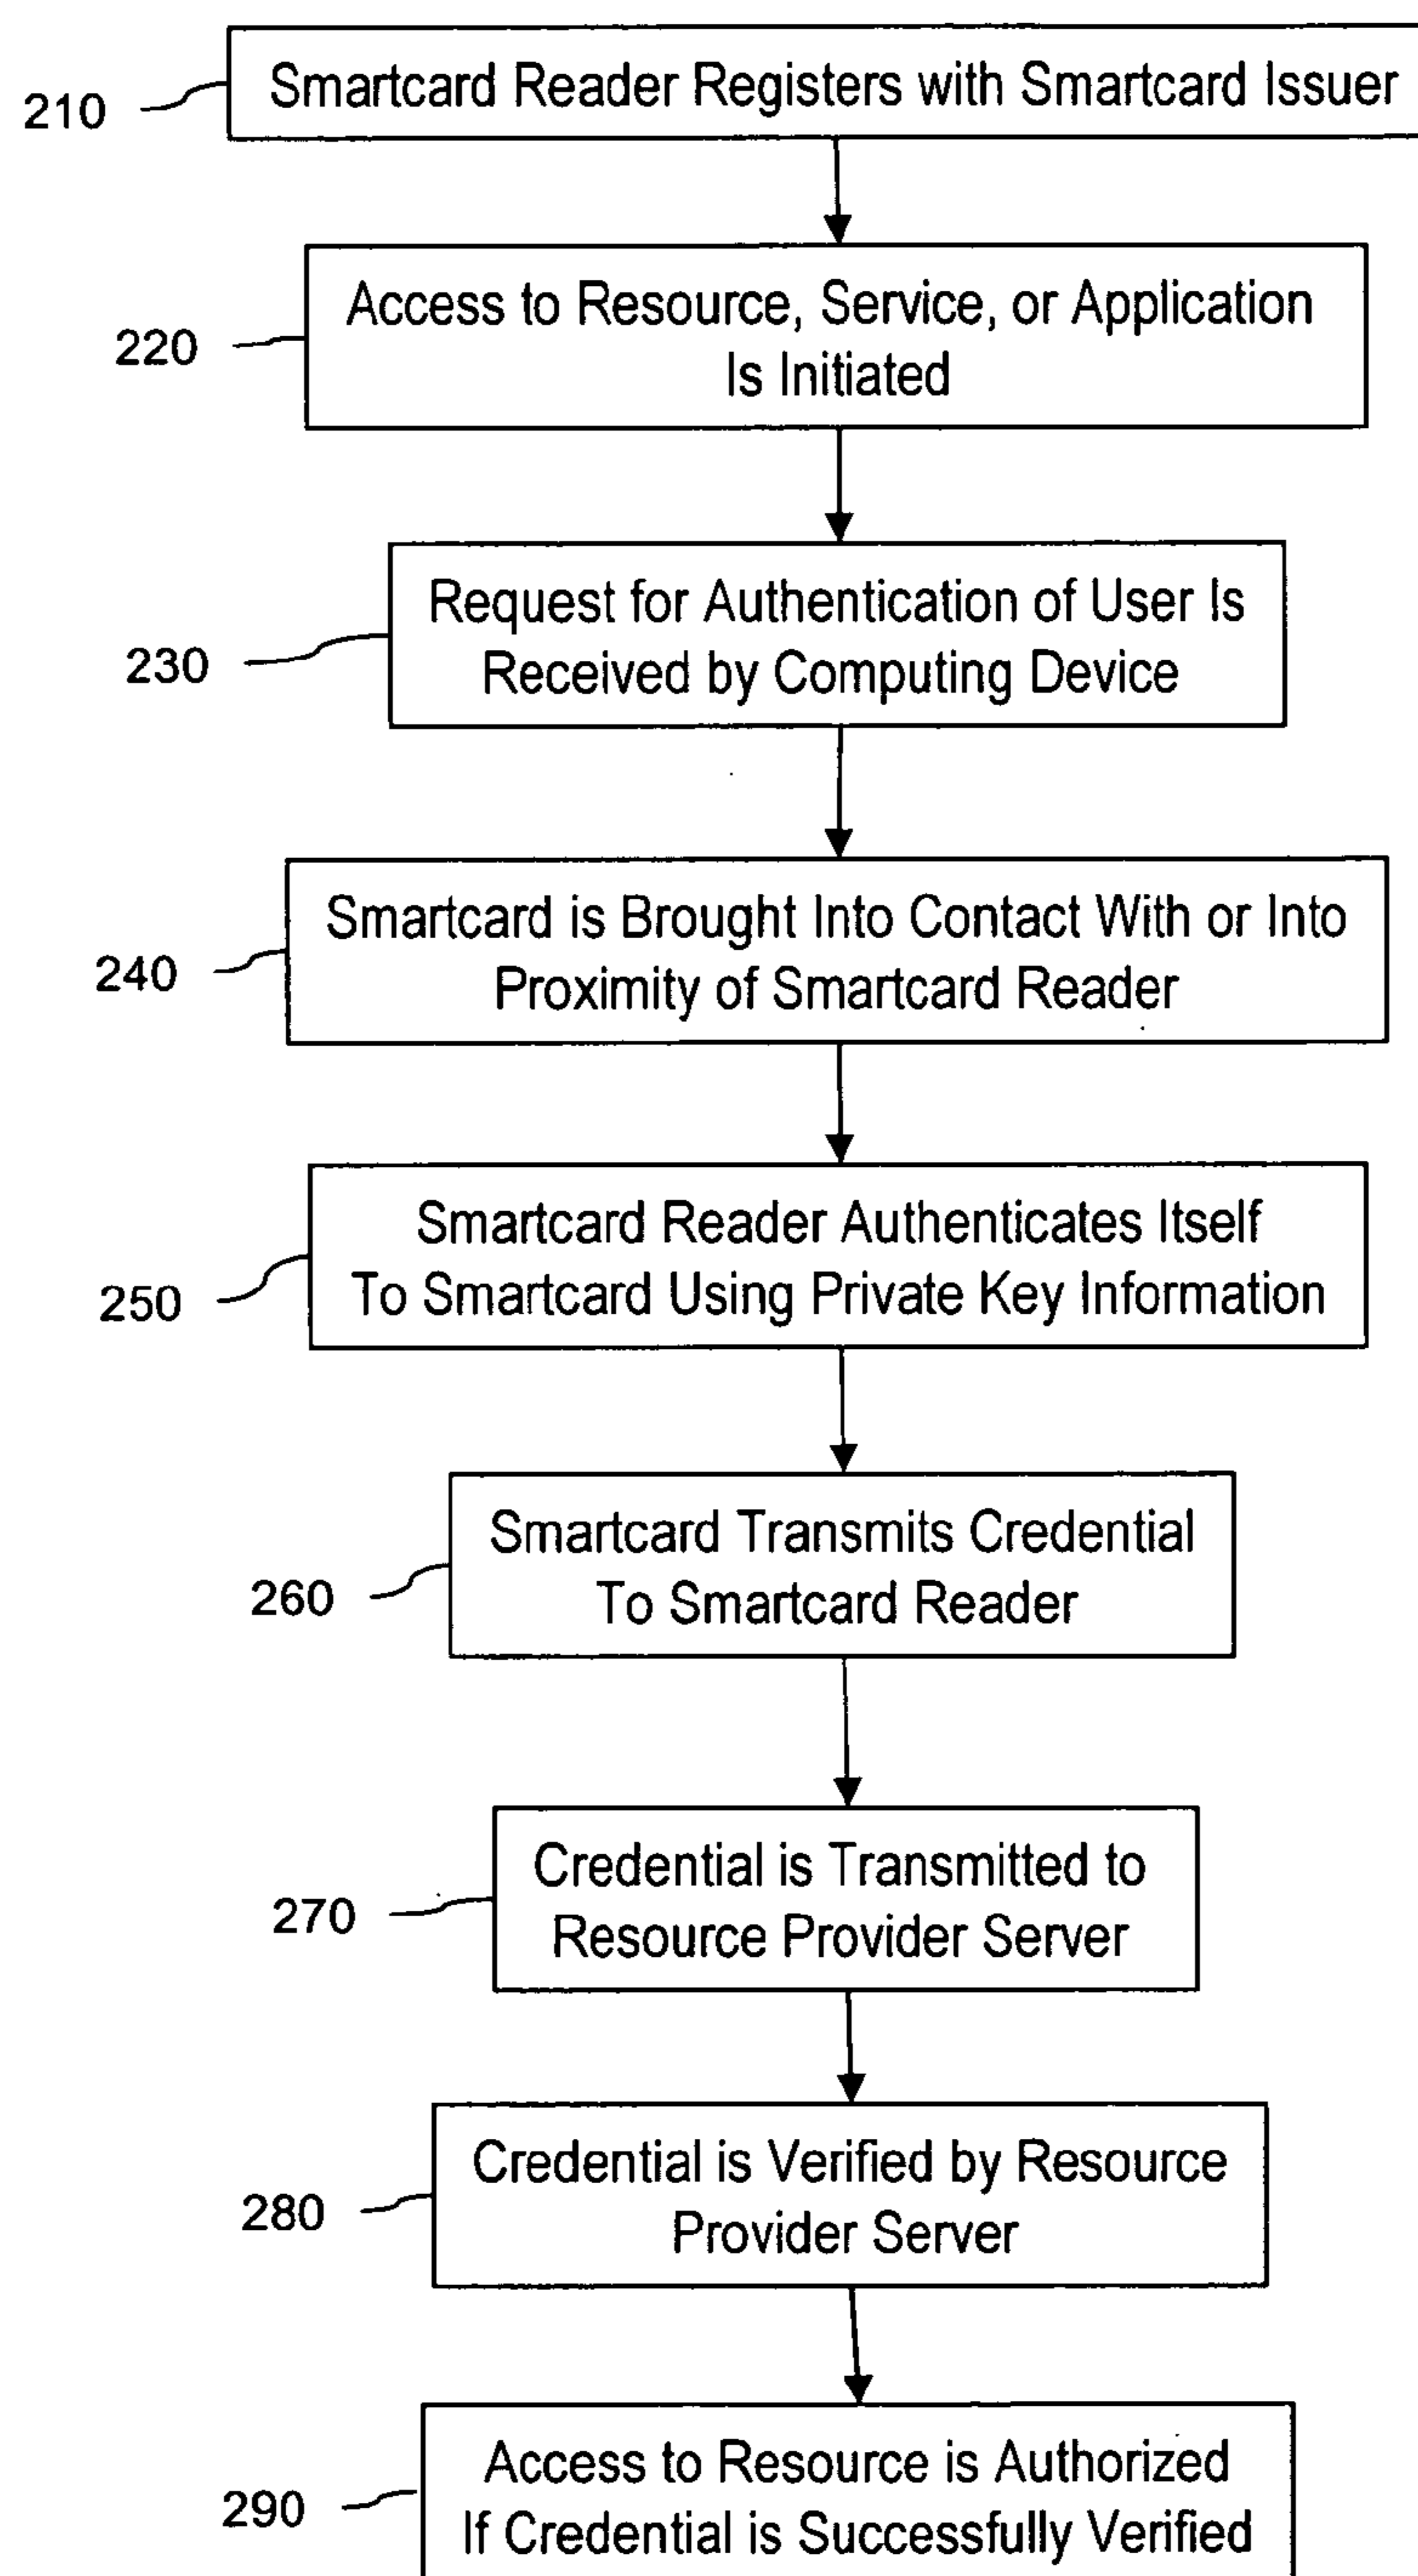 210
Smartcard Reader Registers with Smartcard Issuer
220
Access to Resource, Service, or Application
Is Initiated
230
Request for Authentication of User Is
Received by Computing Device
240
Smartcard is Brought Into Contact With or Into
Proximity of Smartcard Reader
250
Smartcard Reader Authenticates Itself
To Smartcard Using Private Key Information
260
Smartcard Transmits Credential
To Smartcard Reader
270
Credential is Transmitted to
Resource Provider Server
280
Credential is Verified by Resource
Provider Server
290
Access to Resource is Authorized
If Credential is Successfully Verified